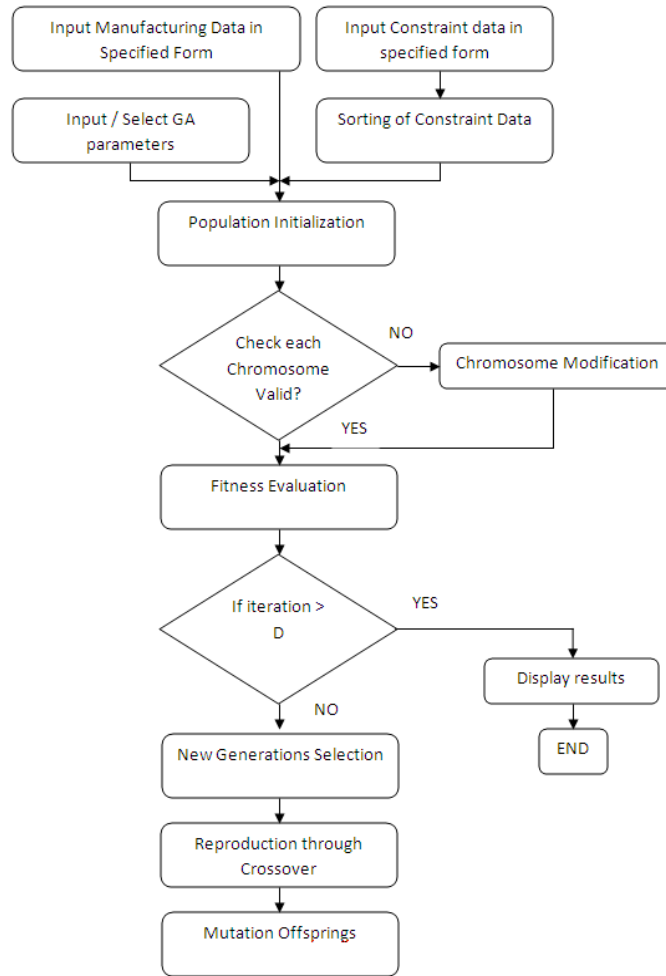 Input Manufacturing Data in
Specified Form
Input Constraint data in
specified form
Input / Select GA
parameters
Sorting of Constraint Data
Population Initialization
Check each
Chromosome
Valid?
NO
Chromosome Modification
YES
Fitness Evaluation
If iteration >
D
YES
Display results
END
NO
New Generations Selection
Reproduction through
Crossover
Mutation Offsprings